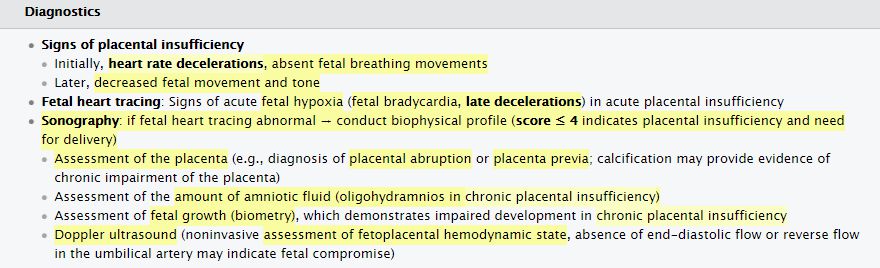 Diagnostics
Signs of placental insufficiency
Initially, heart rate decelerations, absent fetal breathing movements
Later, decreased fetal movement and tone
Fetal heart tracing: Signs of acute fetal hypoxia (fetal bradycardia, late decelerations) in acute placental insufficiency
Sonography: if fetal heart tracing abnormal → conduct biophysical profile (score ≤ 4 indicates placental insufficiency and need
for delivery)
Assessment of the placenta (e.g., diagnosis of placental abruption or placenta previa; calcification may provide evidence of
chronic impairment of the placenta)
Assessment of the amount of amniotic fluid (oligohydramnios in chronic placental insufficiency)
Assessment of fetal growth (biometry), which demonstrates impaired development in chronic placental insufficiency
Doppler ultrasound (noninvasive assessment of fetoplacental hemodynamic state, absence of end-diastolic flow or reverse flow
in the umbilical artery may indicate fetal compromise)